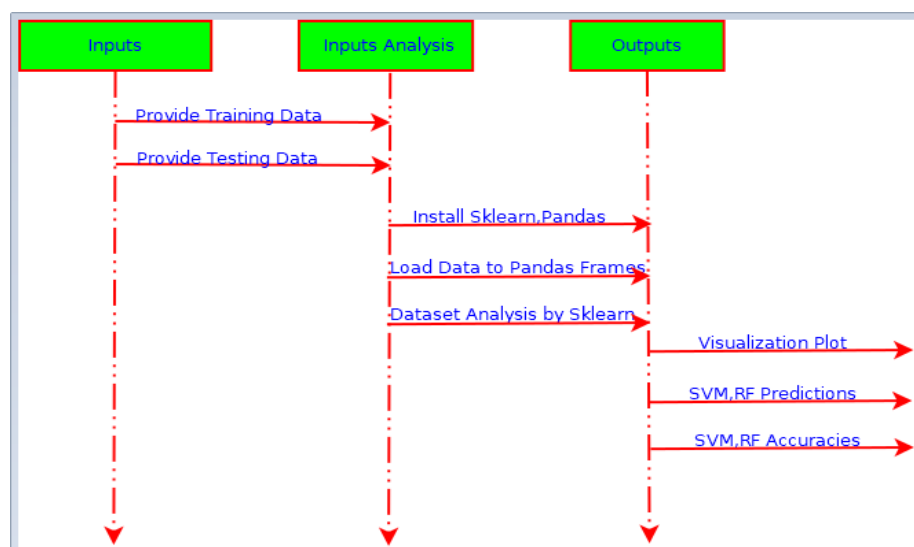 Inputs
Inputs Analysis
Outputs
Provide Training Data
Provide Testing Data
Install Sklearn,Pandas
Load Data to Pandas Frames
Dataset Analysis by Sklearn
Visualization Plot
SVM,RF Predictions
SVM,RF Accuracies